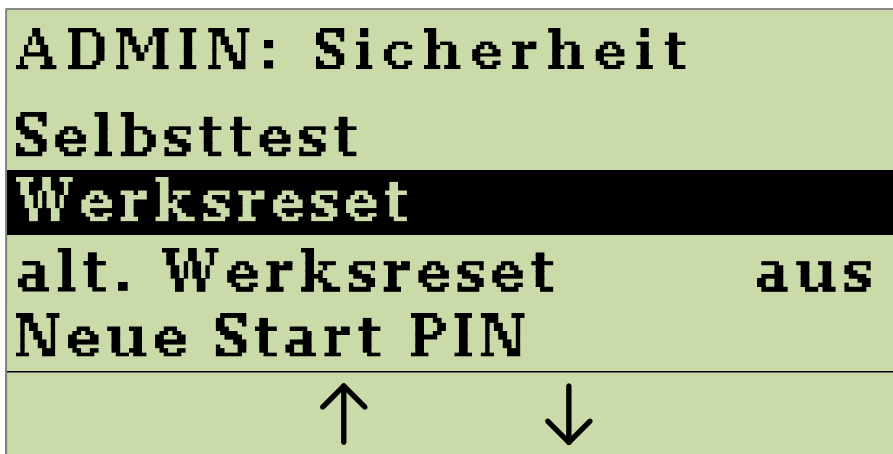 ADMIN: Sicherheit
Selbsttest
Werksreset
alt. Werksreset aus
Neue Start PIN
↑ ↓